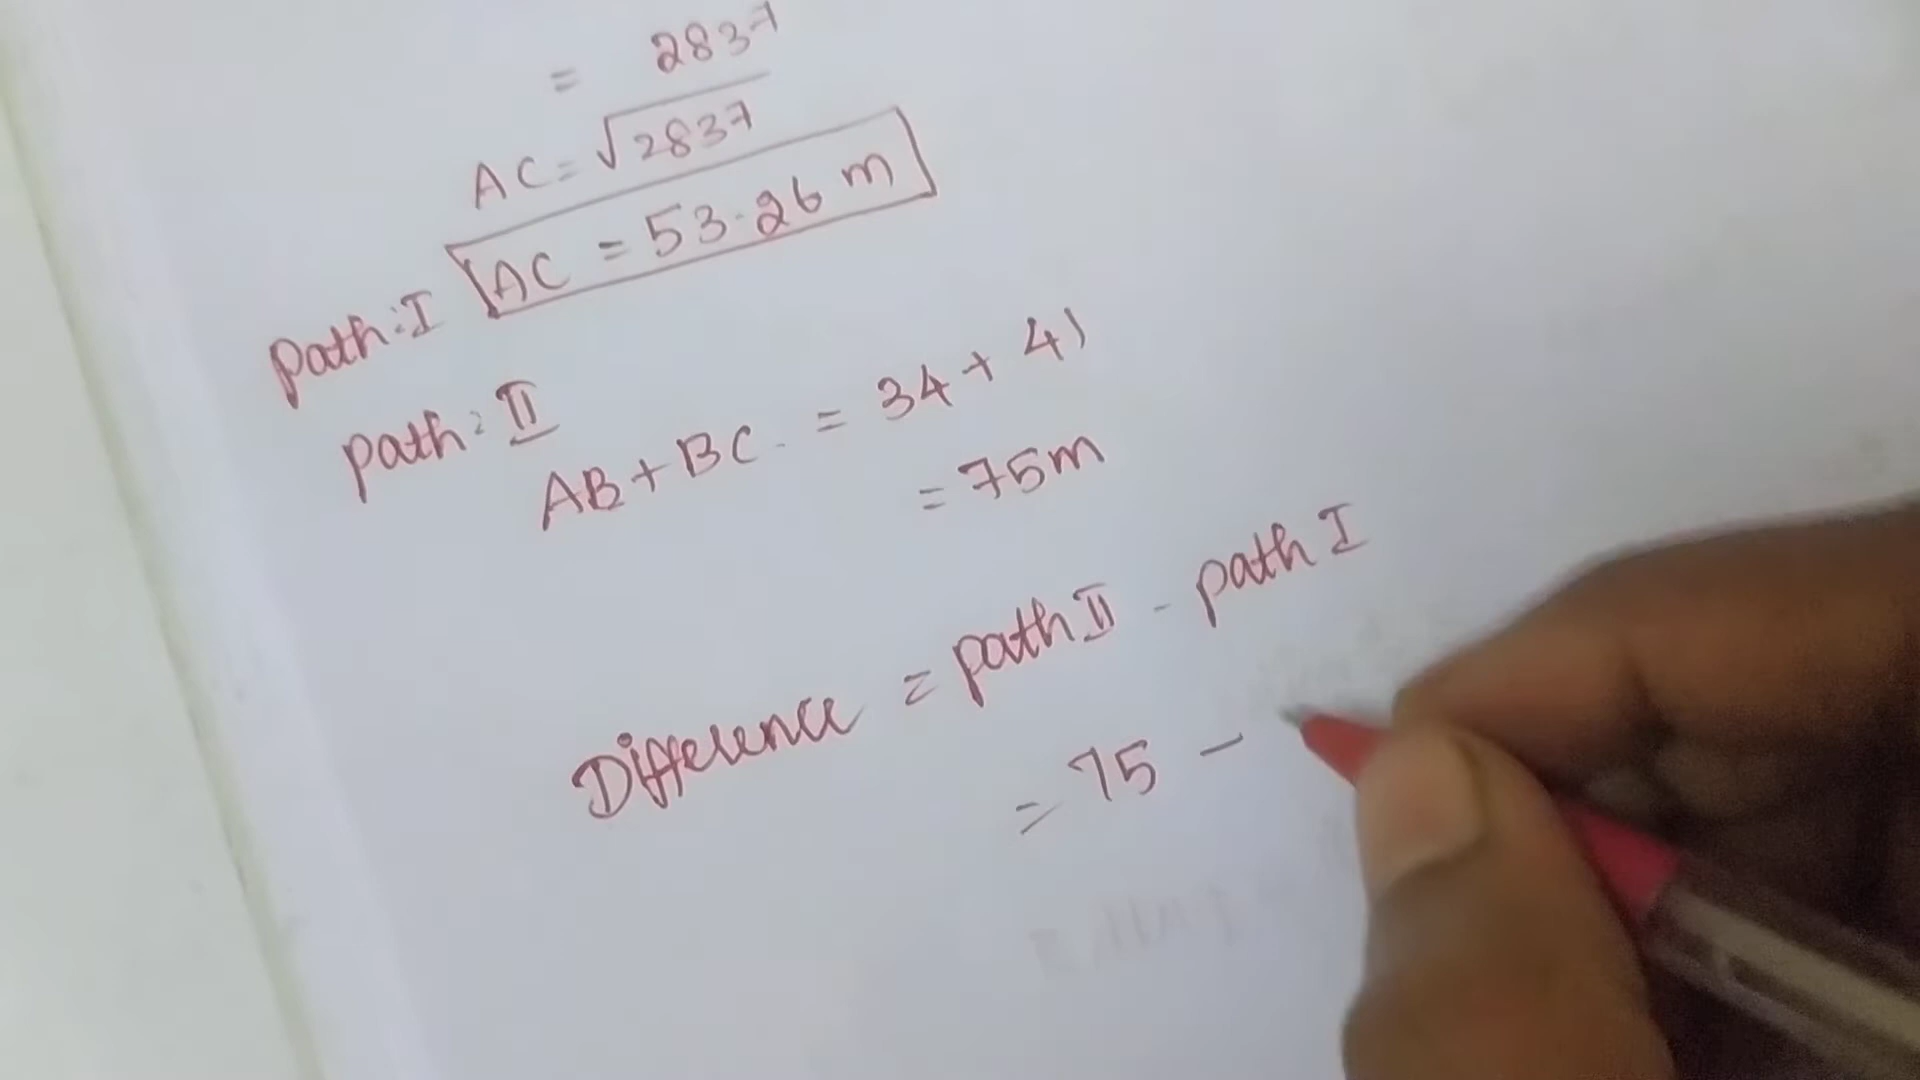 = 2837
AC = √2837
AC = 53.26 m
path: I
path: II
AB + BC = 34 + 41
= 75m
Difference = path II - path I
= 75 -